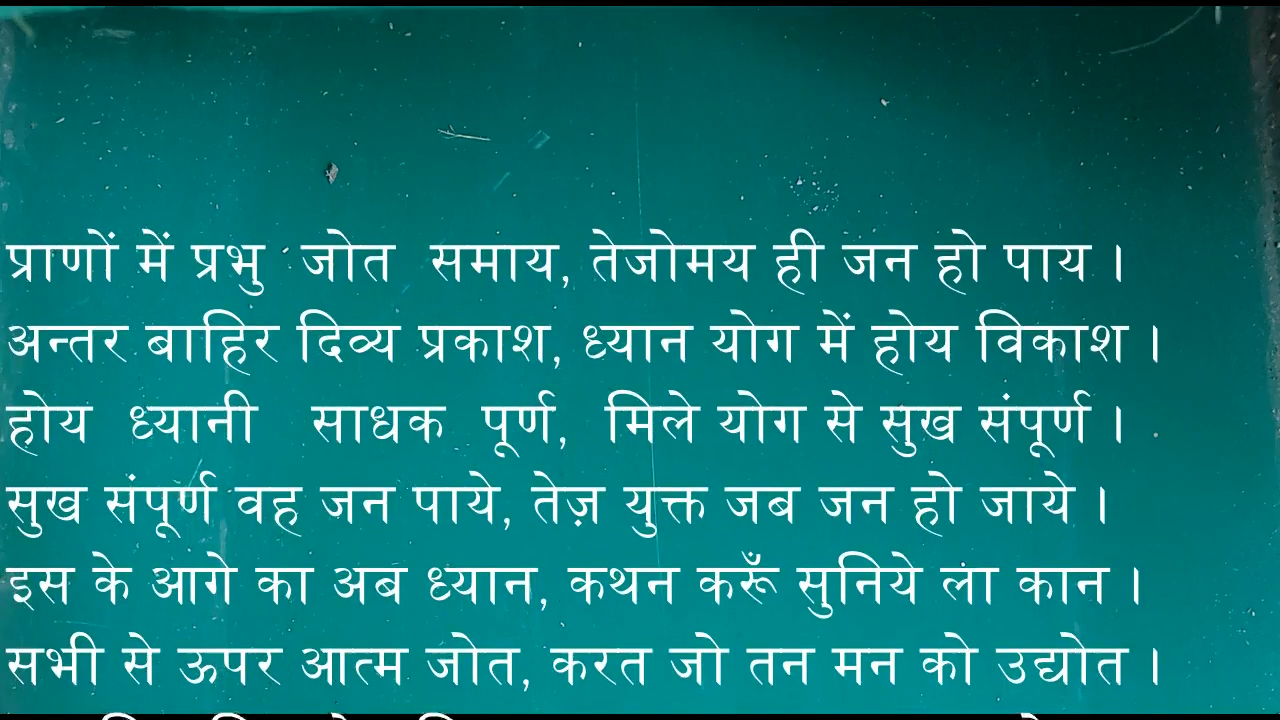 प्राणों में प्रभु जोत समाय, तेजोमय ही जन हो पाय ।
अन्तर बाहिर दिव्य प्रकाश, ध्यान योग में होय विकाश ।
होय ध्यानी साधक पूर्ण, मिले योग से सुख संपूर्ण ।
सुख संपूर्ण वह जन पाये, तेज़ युक्त जब जन हो जाये ।
इस के आगे का अब ध्यान, कथन करूँ सुनिये ला कान ।
सभी से ऊपर आत्म जोत, करत जो तन मन को उद्योत ।